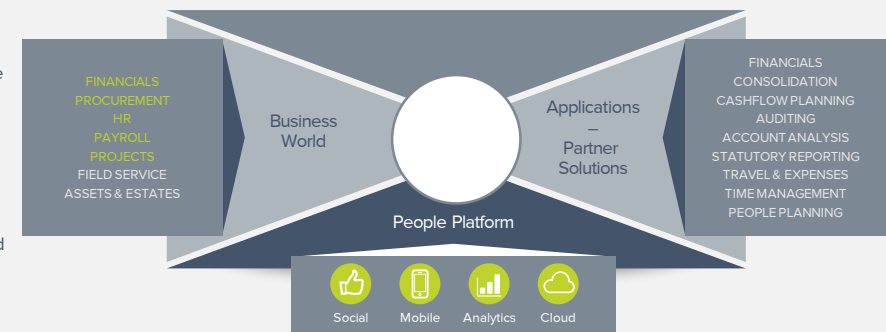 e
d
FINANCIALS
PROCUREMENT
HR
PAYROLL
PROJECTS
FIELD SERVICE
ASSETS & ESTATES
Business
World
Applications
–
Partner
Solutions
FINANCIALS
CONSOLIDATION
CASHFLOW PLANNING
AUDITING
ACCOUNT ANALYSIS
STATUTORY REPORTING
TRAVEL & EXPENSES
TIME MANAGEMENT
PEOPLE PLANNING
People Platform
Social
Mobile
Analytics
Cloud